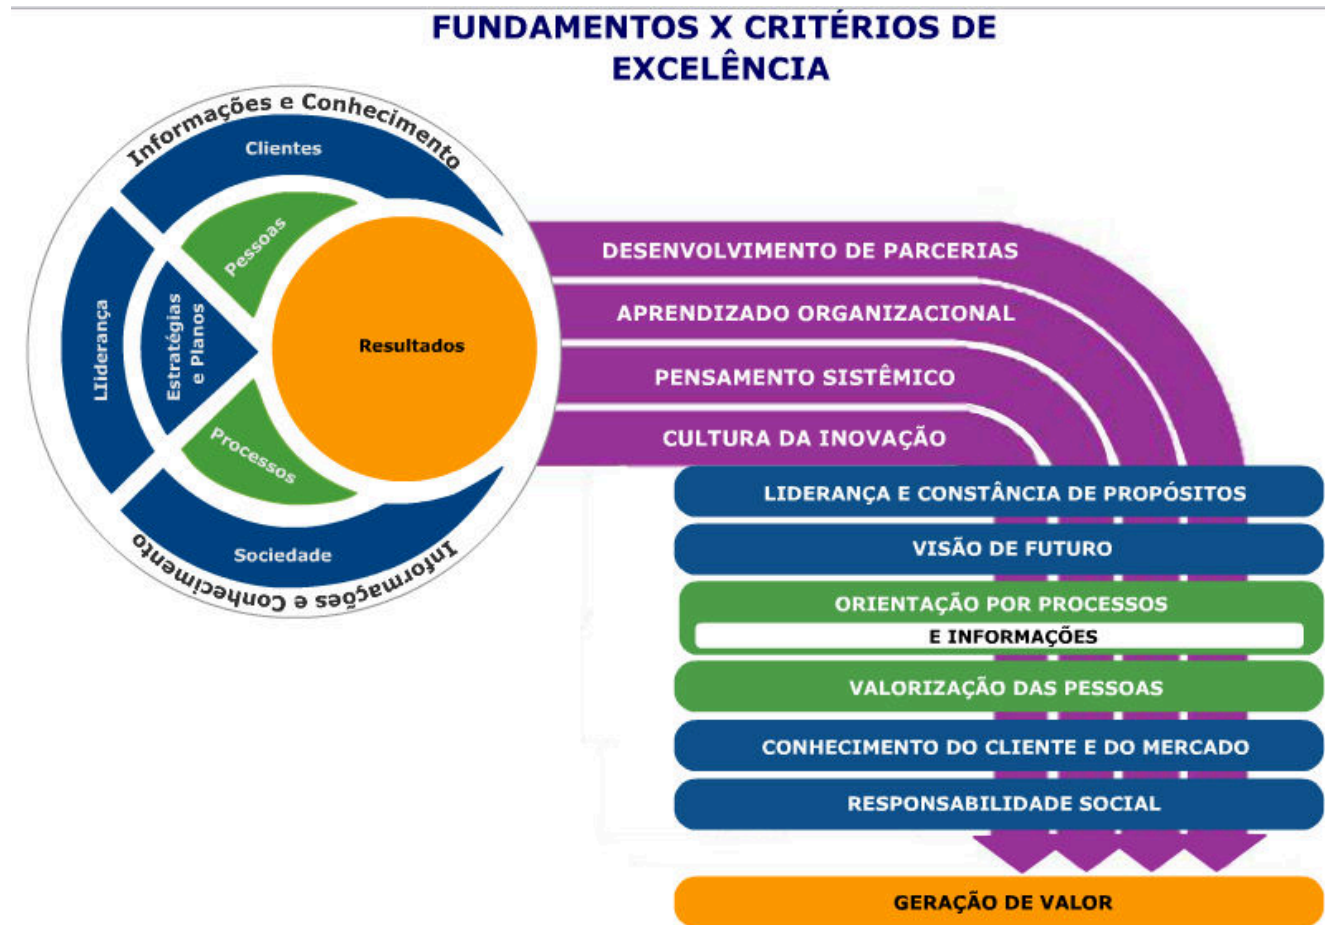 FUNDAMENTOS X CRITÉRIOS DE
EXCELÊNCIA
Informações e Conhecimento
Clientes
Pessoas
LIiderança
Estratégias
e Planos
Resultados
Processos
Sociedade
Informações e Conhecimento
DESENVOLVIMENTO DE PARCERIAS
APRENDIZADO ORGANIZACIONAL
PENSAMENTO SISTÊMICO
CULTURA DA INOVAÇÃO
LIDERANÇA E CONSTÂNCIA DE PROPÓSITOS
VISÃO DE FUTURO
ORIENTAÇÃO POR PROCESSOS
E INFORMAÇÕES
VALORIZAÇÃO DAS PESSOAS
CONHECIMENTO DO CLIENTE E DO MERCADO
RESPONSABILIDADE SOCIAL
GERAÇÃO DE VALOR